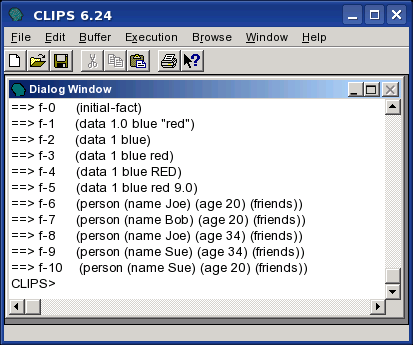 CLIPS 6.24
File Edit Buffer Execution Browse Window Help
Dialog Window
==> f-0 (initial-fact)
==> f-1 (data 1.0 blue "red")
==> f-2 (data 1 blue)
==> f-3 (data 1 blue red)
==> f-4 (data 1 blue RED)
==> f-5 (data 1 blue red 9.0)
==> f-6 (person (name Joe) (age 20) (friends))
==> f-7 (person (name Bob) (age 20) (friends))
==> f-8 (person (name Joe) (age 34) (friends))
==> f-9 (person (name Sue) (age 34) (friends))
==> f-10 (person (name Sue) (age 20) (friends))
CLIPS>